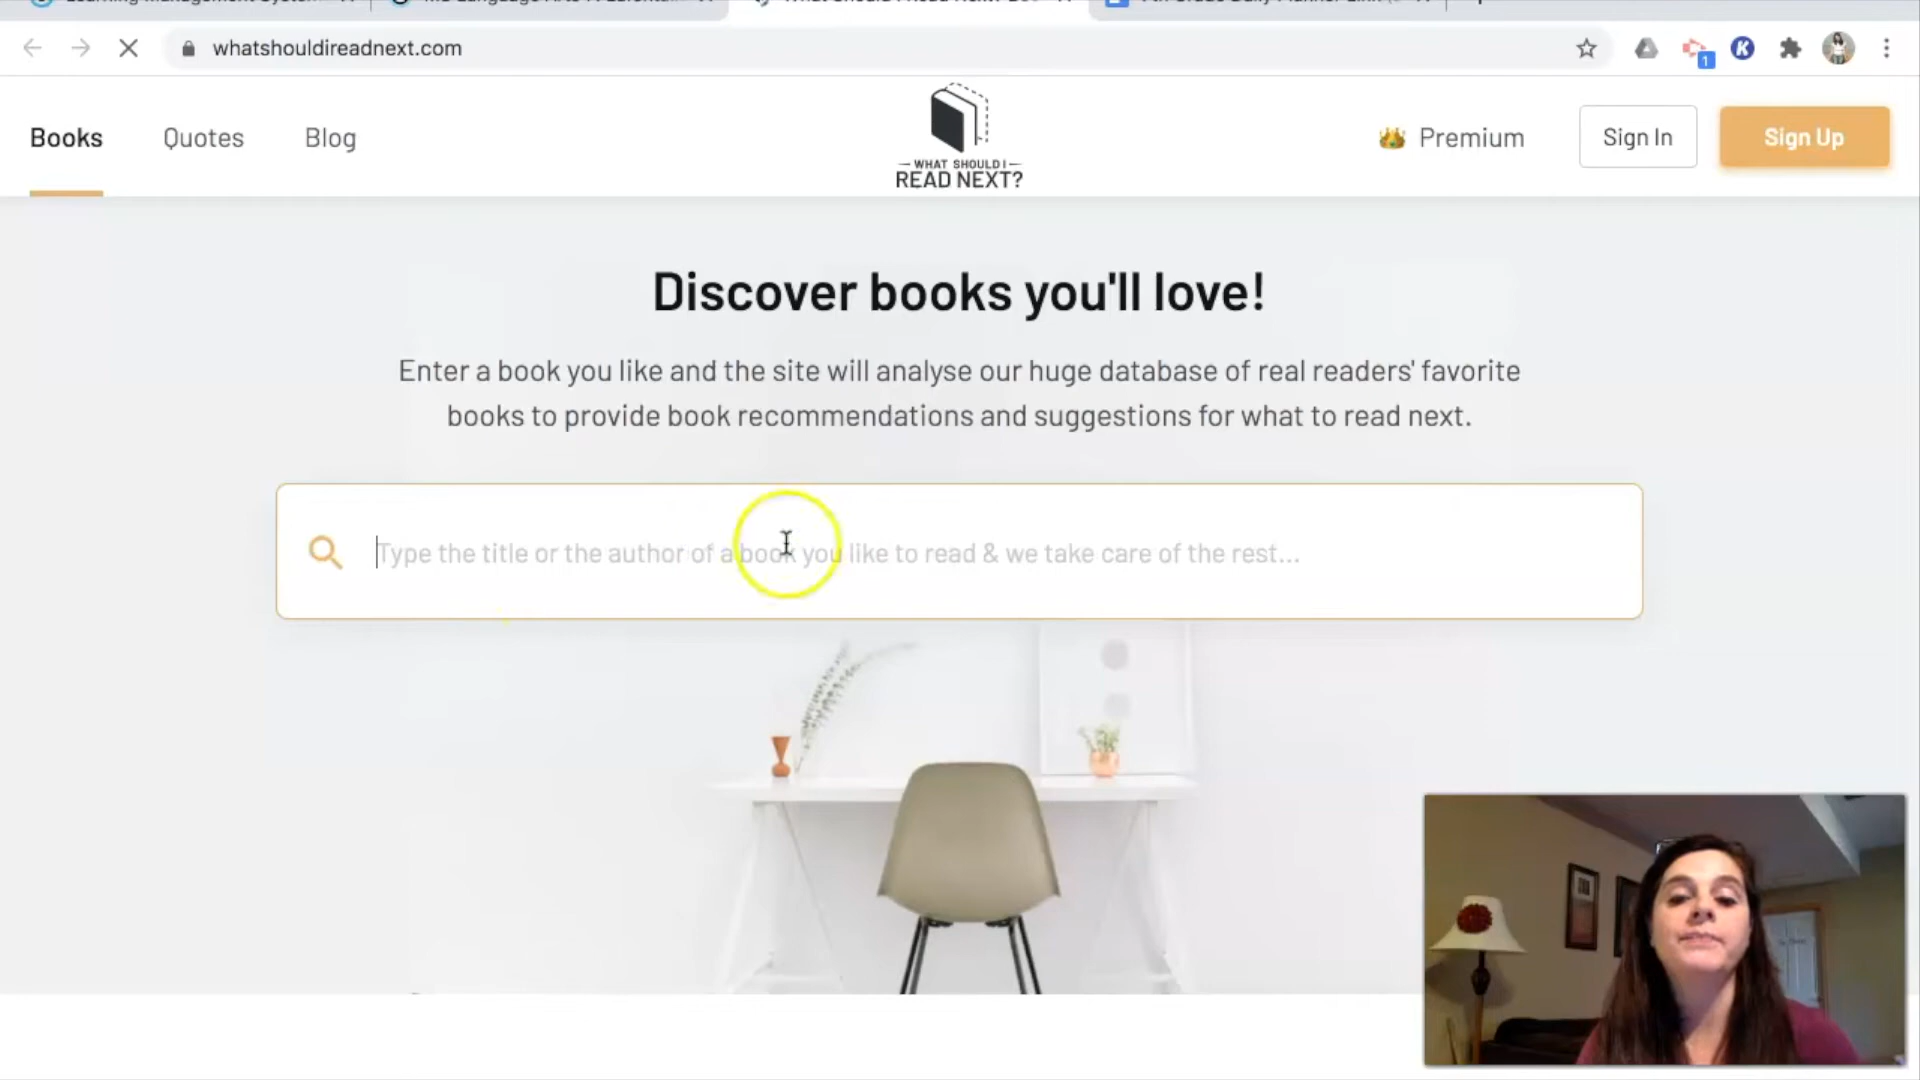 whatshouldireadnext.com
1
K
Books
Quotes
Blog
WHAT SHOULD I
READ NEXT?
Premium
Sign In
Sign Up
Discover books you'll love!
Enter a book you like and the site will analyse our huge database of real readers' favorite
books to provide book recommendations and suggestions for what to read next.
Type the title or the author of a book you like to read & we take care of the rest...